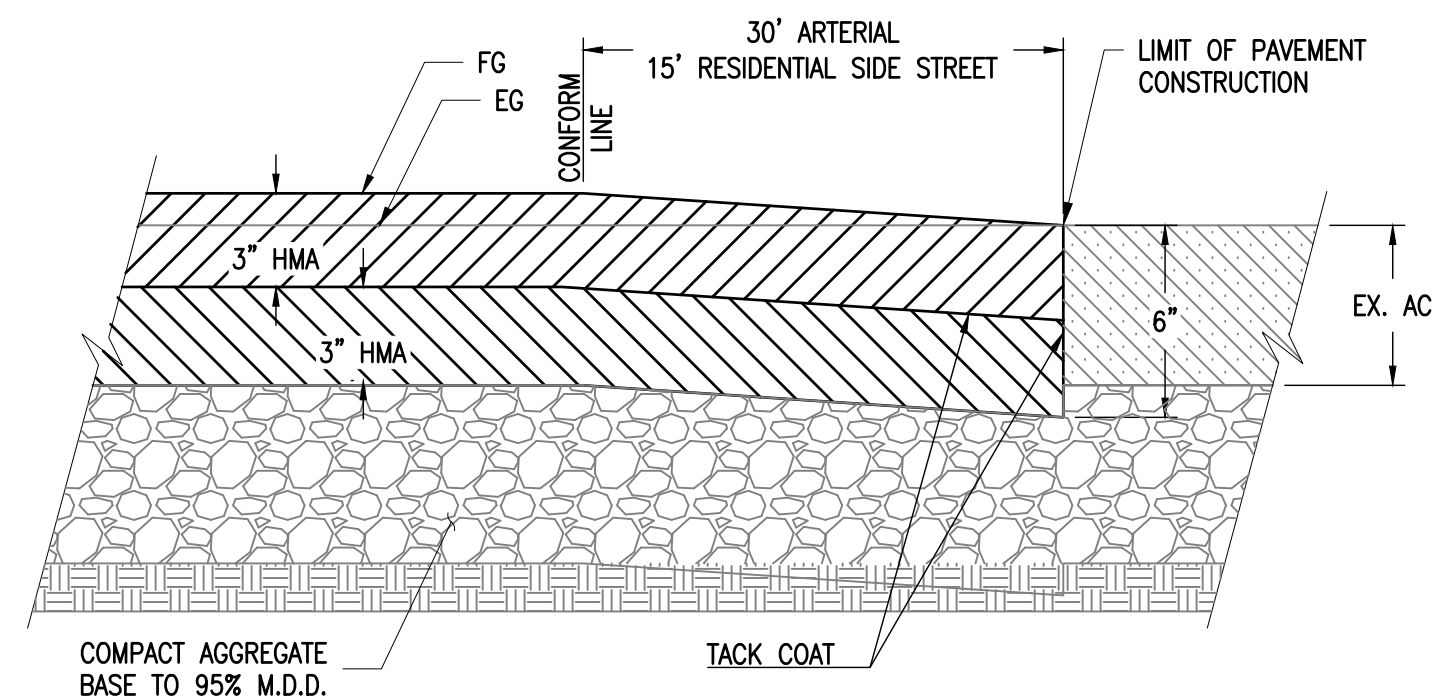 30' ARTERIAL
15' RESIDENTIAL SIDE STREET
LIMIT OF PAVEMENT
CONSTRUCTION
FG
EG
CONFORM
LINE
3" HMA
3" HMA
6"
EX. AC
COMPACT AGGREGATE
BASE TO 95% M.D.D.
TACK COAT